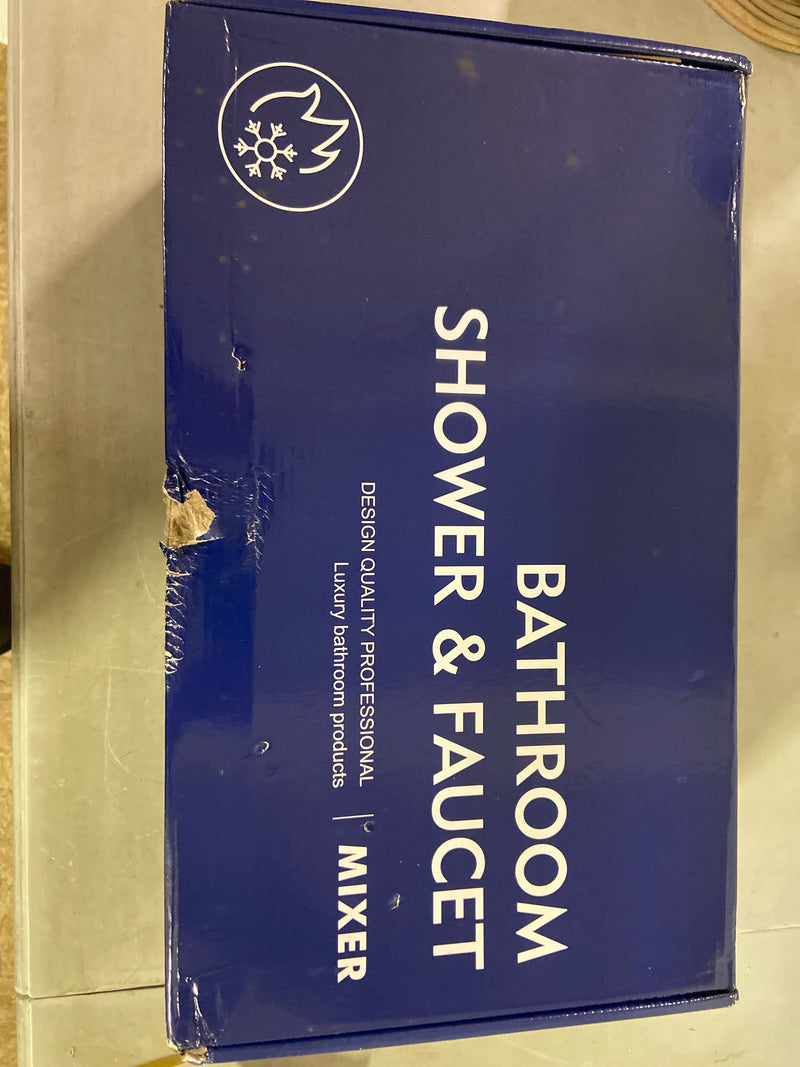 BATHROOM
SHOWER & FAUCET
DESIGN QUALITY PROFESSIONAL
Luxury bathroom products
| MIXER